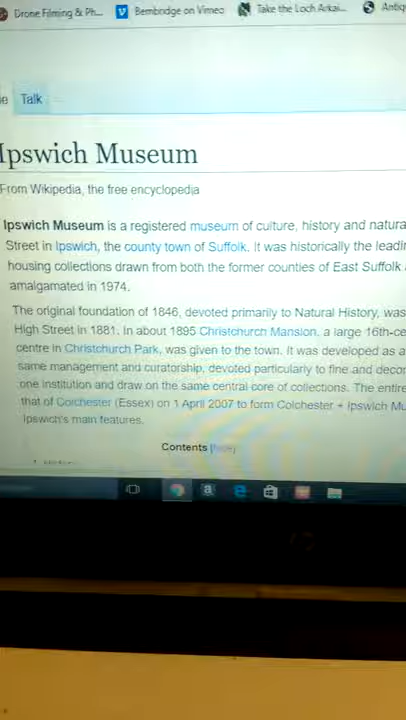 Drone Filming & Ph... Bembridge on Vimeo Take the Loch Arkai... Antiq
e Talk
Ipswich Museum
From Wikipedia, the free encyclopedia
Ipswich Museum is a registered museum of culture, history and natura
Street in Ipswich, the county town of Suffolk. It was historically the leadin
housing collections drawn from both the former counties of East Suffolk
amalgamated in 1974.
The original foundation of 1846, devoted primarily to Natural History, was
High Street in 1881. In about 1895 Christchurch Mansion, a large 16th-ce
centre in Christchurch Park, was given to the town. It was developed as a
same management and curatorship, devoted particularly to fine and decor
one institution and draw on the same central core of collections. The entire
that of Colchester (Essex) on 1 April 2007 to form Colchester + Ipswich Mu
Ipswich's main features.
Contents